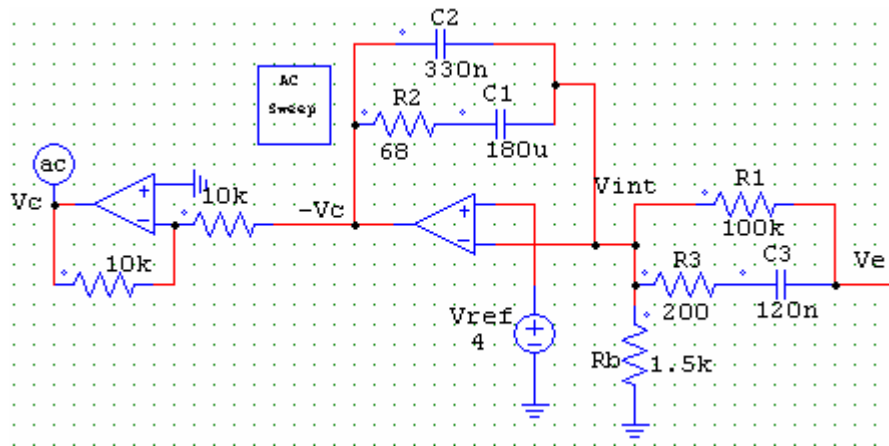 C2
330n
AC
Sweep
R2
C1
68
180u
ac
Vc
10k
-Vc
Vint
R1
100k
10k
R3
C3
Ve
200
120n
Vref
4
Rb
1.5k